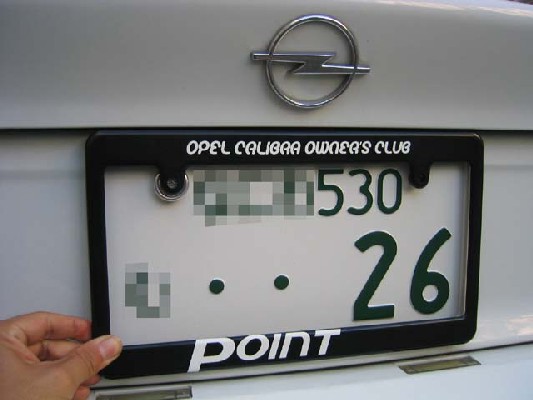 OPEL CALIBRA OWNER'S CLUB
530
・・26
POINT